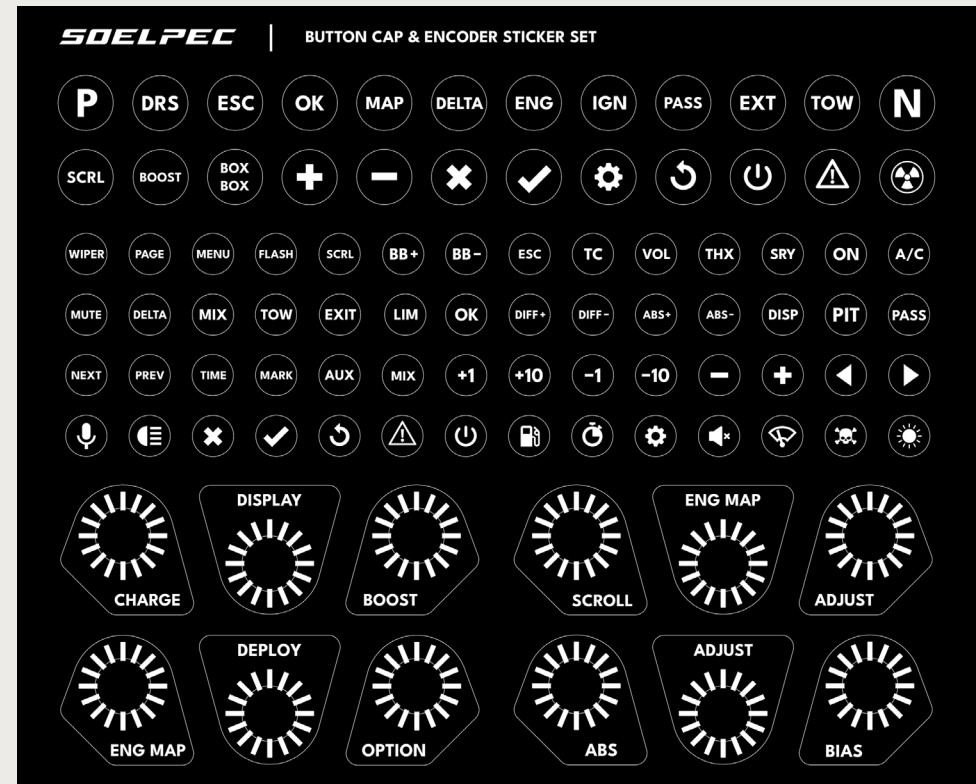 SOELPEC | BUTTON CAP & ENCODER STICKER SET
P DRS ESC OK MAP DELTA ENG IGN PASS EXT TOW N
SCRL BOOST BOX BOX + −
WIPER PAGE MENU FLASH SCRL BB+ BB− ESC TC VOL THX SRY ON A/C
MUTE DELTA MIX TOW EXIT LIM OK DIFF+ DIFF− ABS+ ABS− DISP PIT PASS
NEXT PREV TIME MARK AUX MIX +1 +10 −1 −10 − +
DISPLAY ENG MAP
CHARGE BOOST SCROLL ADJUST
DEPLOY ADJUST
ENG MAP OPTION ABS BIAS